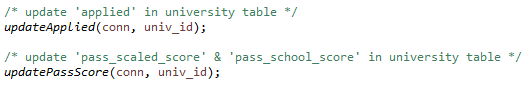 /* update 'applied' in university table */
updateApplied(conn, univ_id);
/* update 'pass_scaled_score' & 'pass_school_score' in university table */
updatePassScore(conn, univ_id);